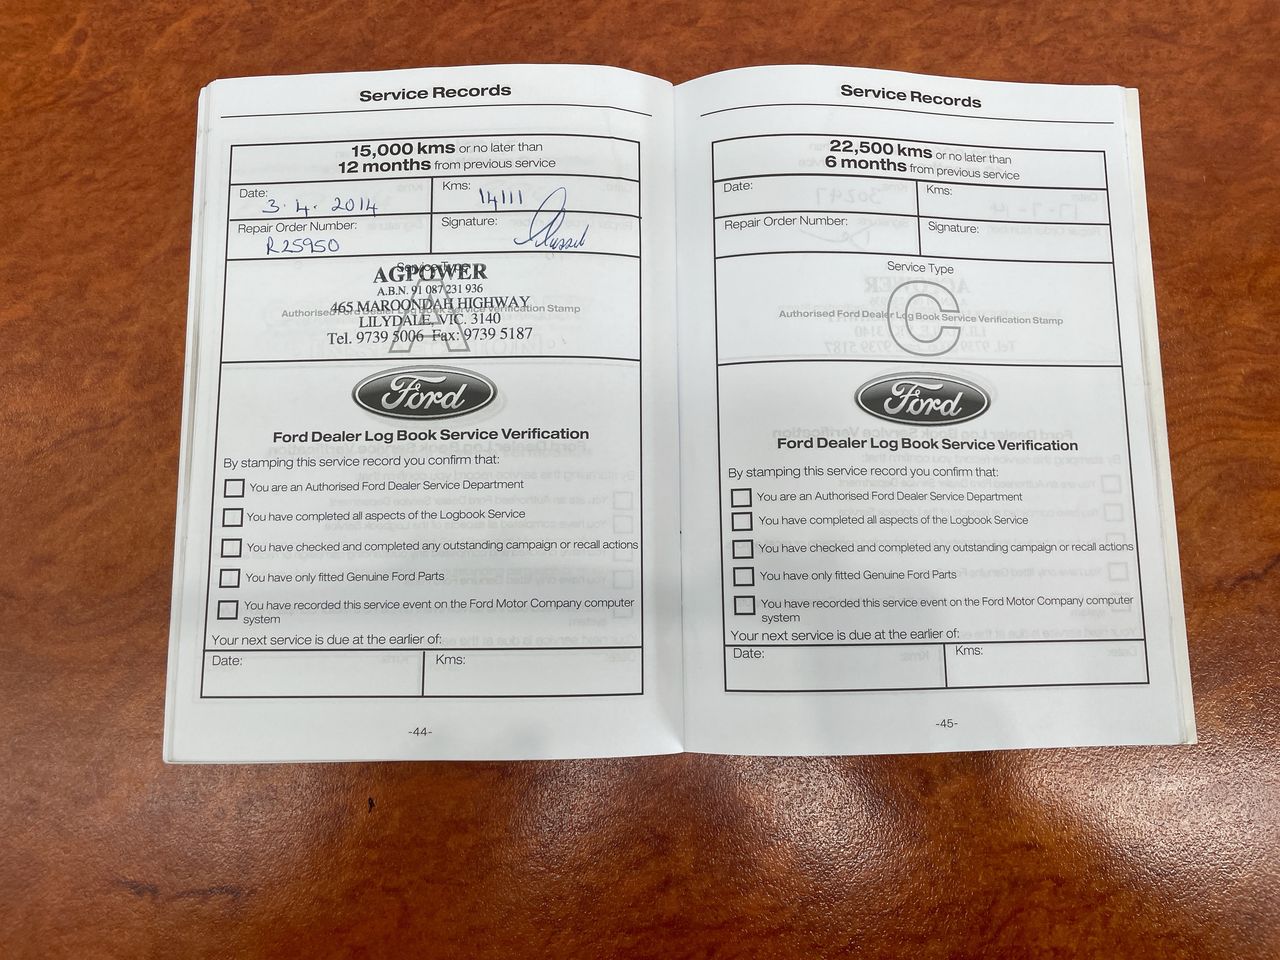 Service Records
15,000 kms or no later than
12 months from previous service
Date: 3.4.2014
Kms: 14111
Repair Order Number: R25950
Signature:
Service Type
A
Authorised Ford Dealer Log Book Service Verification Stamp
AGPOWER
A.B.N. 91 087 231 936
465 MAROONDAH HIGHWAY
LILYDALE, VIC. 3140
Tel. 9739 5006 Fax: 9739 5187
Ford
Ford Dealer Log Book Service Verification
By stamping this service record you confirm that:
You are an Authorised Ford Dealer Service Department
You have completed all aspects of the Logbook Service
You have checked and completed any outstanding campaign or recall actions
You have only fitted Genuine Ford Parts
You have recorded this service event on the Ford Motor Company computer
system
Your next service is due at the earlier of:
Date:
Kms:
-44-
Service Records
22,500 kms or no later than
6 months from previous service
Date:
Kms:
Repair Order Number:
Signature:
Service Type
C
Authorised Ford Dealer Log Book Service Verification Stamp
Ford
Ford Dealer Log Book Service Verification
By stamping this service record you confirm that:
You are an Authorised Ford Dealer Service Department
You have completed all aspects of the Logbook Service
You have checked and completed any outstanding campaign or recall actions
You have only fitted Genuine Ford Parts
You have recorded this service event on the Ford Motor Company computer
system
Your next service is due at the earlier of:
Date:
Kms:
-45-